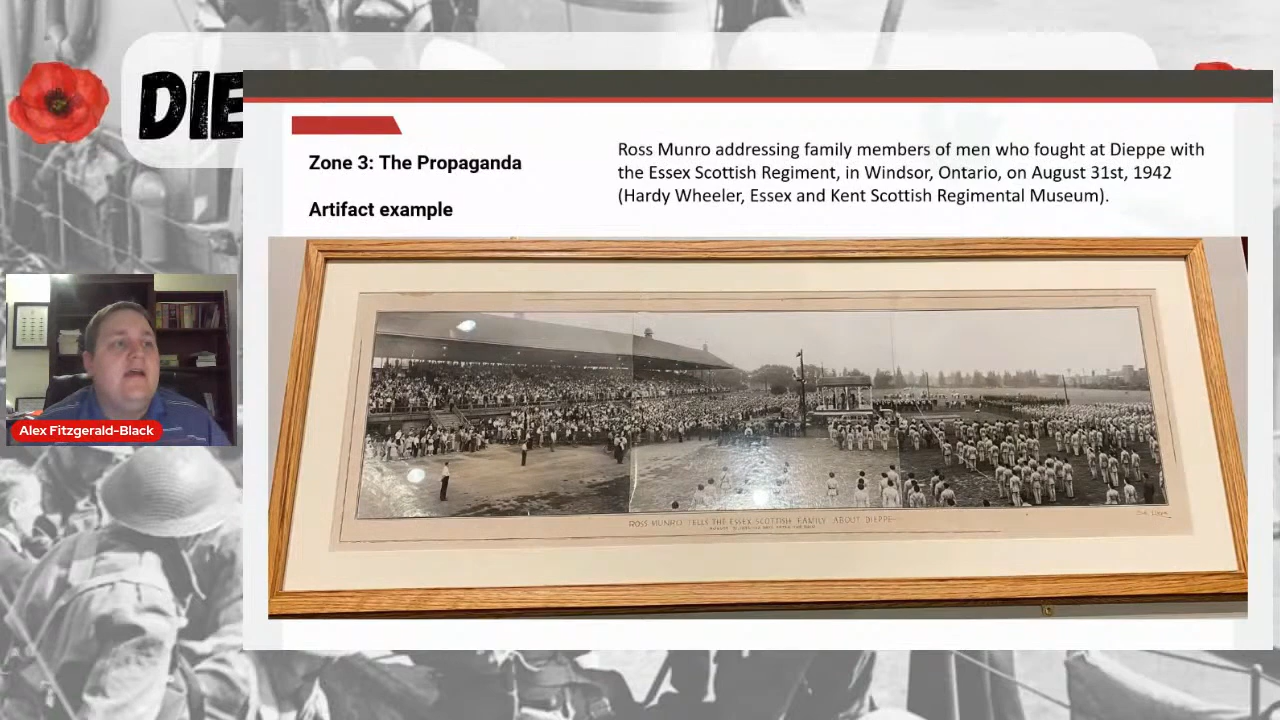 DIE
Zone 3: The Propaganda
Artifact example
Ross Munro addressing family members of men who fought at Dieppe with
the Essex Scottish Regiment, in Windsor, Ontario, on August 31st, 1942
(Hardy Wheeler, Essex and Kent Scottish Regimental Museum).
Alex Fitzgerald-Black
ROSS MUNRO TELLS THE ESSEX SCOTTISH FAMILY ABOUT DIEPPE